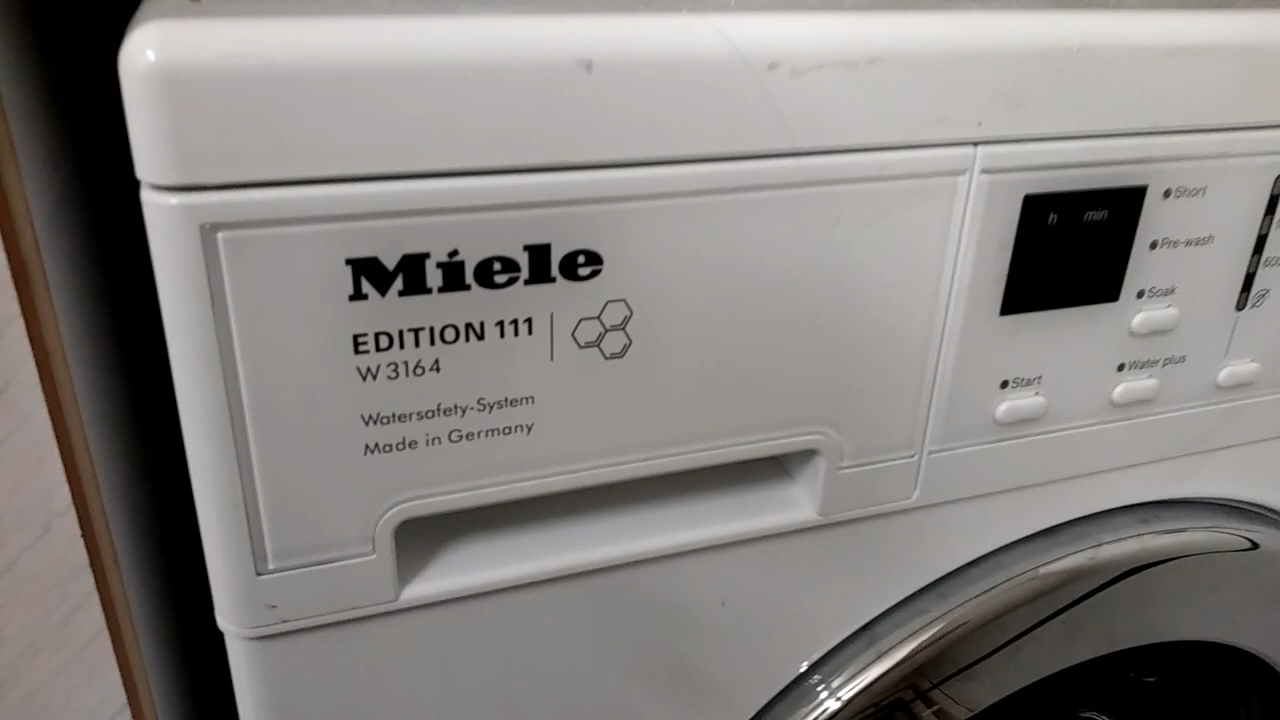 Miele
EDITION 111
W 3164
Watersafety-System
Made in Germany
h min
Short
Pre-wash
Soak
Water plus
Start